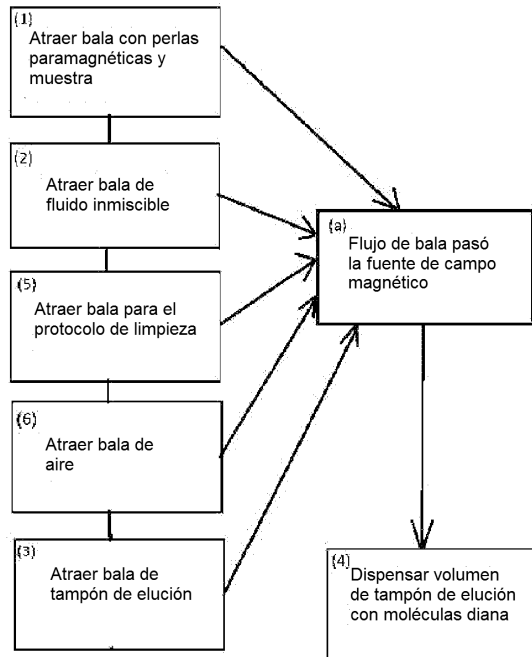 (1)
Atraer bala con perlas
paramagnéticas y
muestra
(2)
Atraer bala de
fluido inmiscible
(5)
Atraer bala para el
protocolo de limpieza
(6)
Atraer bala de
aire
(3)
Atraer bala de
tampón de elución
(a)
Flujo de bala pasó
la fuente de campo
magnético
(4)
Dispensar volumen
de tampón de elución
con moléculas diana